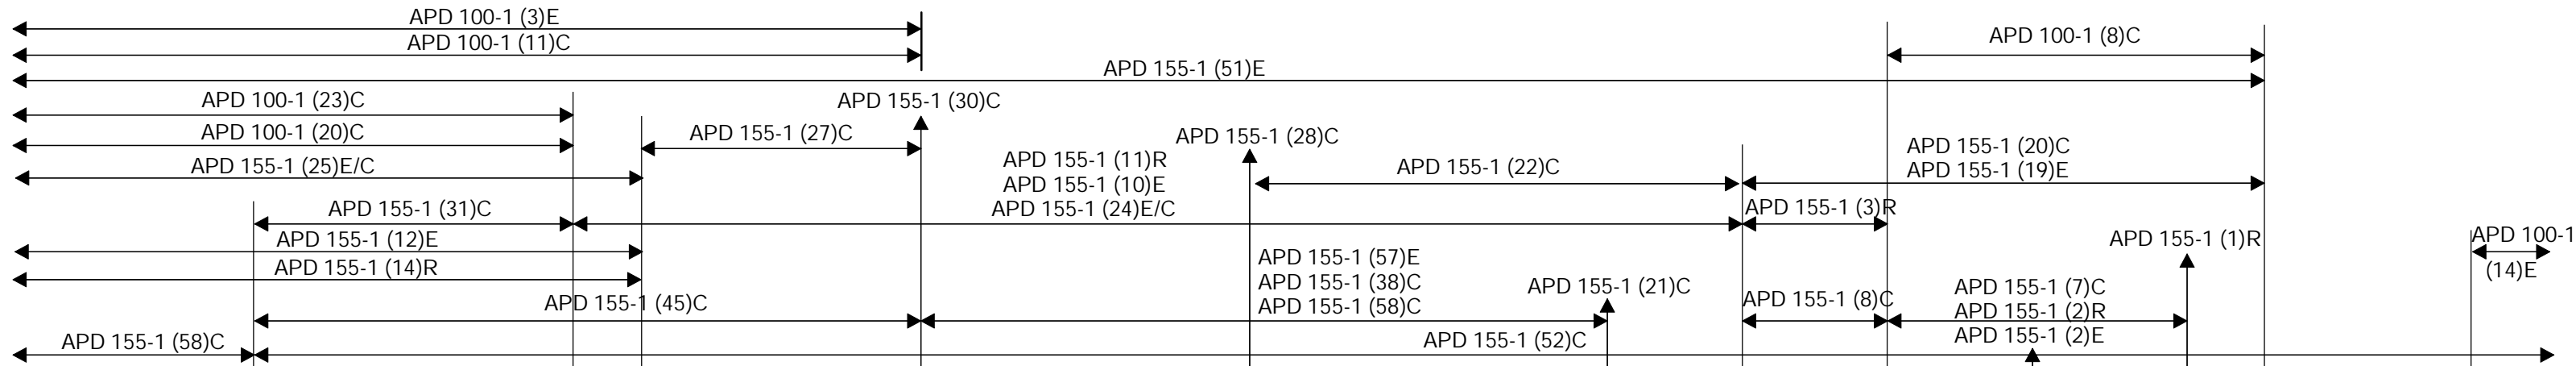 APD 100-1 (3)E
APD 100-1 (11)C
APD 100-1 (8)C
APD 155-1 (51)E
APD 100-1 (23)C
APD 155-1 (30)C
APD 100-1 (20)C
APD 155-1 (27)C
APD 155-1 (28)C
APD 155-1 (20)C
APD 155-1 (19)E
APD 155-1 (25)E/C
APD 155-1 (11)R
APD 155-1 (10)E
APD 155-1 (24)E/C
APD 155-1 (22)C
APD 155-1 (31)C
APD 155-1 (3)R
APD 155-1 (12)E
APD 155-1 (1)R
APD 100-1
(14)E
APD 155-1 (14)R
APD 155-1 (57)E
APD 155-1 (38)C
APD 155-1 (58)C
APD 155-1 (21)C
APD 155-1 (45)C
APD 155-1 (8)C
APD 155-1 (7)C
APD 155-1 (2)R
APD 155-1 (2)E
APD 155-1 (58)C
APD 155-1 (52)C